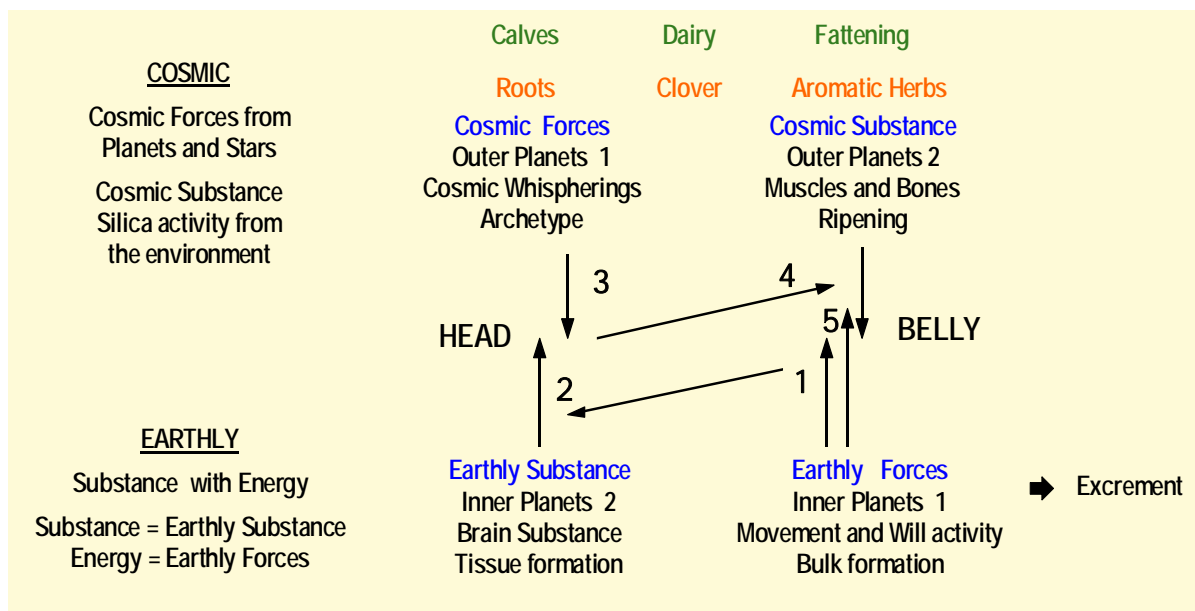 Calves Dairy Fattening
COSMIC
Roots Clover Aromatic Herbs
Cosmic Forces from
Planets and Stars
Cosmic Substance
Silica activity from
the environment
Cosmic Forces
Outer Planets 1
Cosmic Whispherings
Archetype
Cosmic Substance
Outer Planets 2
Muscles and Bones
Ripening
3
4
HEAD
5
BELLY
2
1
EARTHLY
Substance with Energy
Substance = Earthly Substance
Energy = Earthly Forces
Earthly Substance
Inner Planets 2
Brain Substance
Tissue formation
Earthly Forces
Inner Planets 1
Movement and Will activity
Bulk formation
Excrement